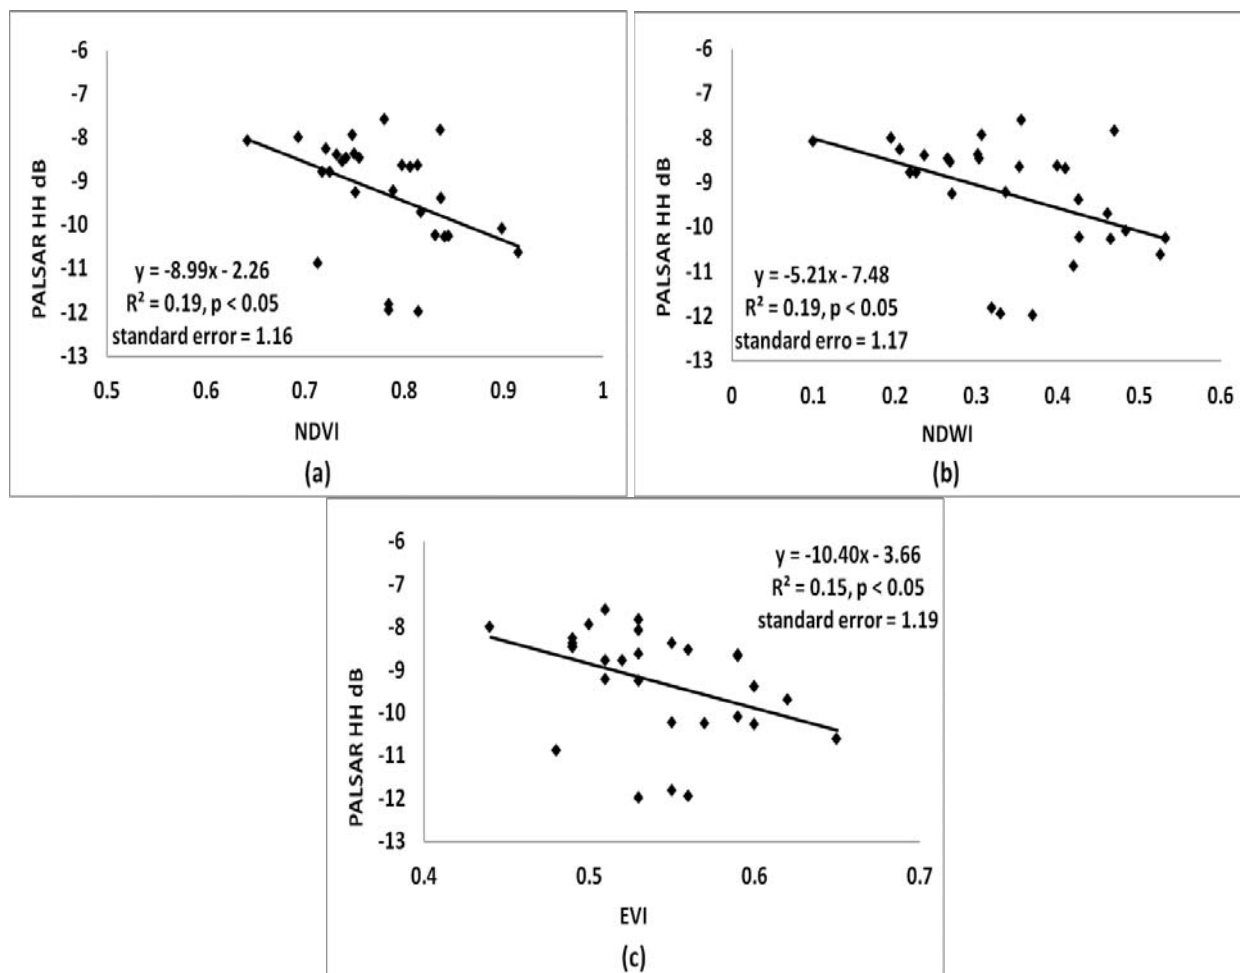 -6
-7
-8
-9
-10
-11
-12
-13
PALSAR HH dB
y = -8.99x - 2.26
R² = 0.19, p < 0.05
standard error = 1.16
0.5 0.6 0.7 0.8 0.9 1
NDVI
(a)
-6
-7
-8
-9
-10
-11
-12
-13
PALSAR HH dB
y = -5.21x - 7.48
R² = 0.19, p < 0.05
standard erro = 1.17
0 0.1 0.2 0.3 0.4 0.5 0.6
NDWI
(b)
-6
-7
-8
-9
-10
-11
-12
-13
PALSAR HH dB
y = -10.40x - 3.66
R² = 0.15, p < 0.05
standard error = 1.19
0.4 0.5 0.6 0.7
EVI
(c)